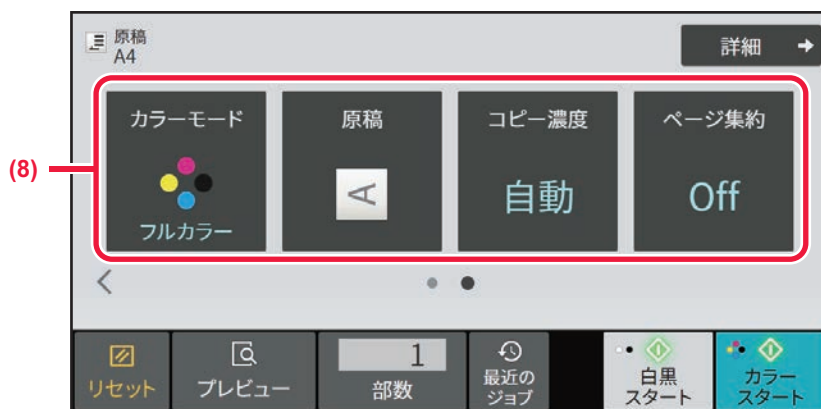 原稿
A4
詳細
(8)
カラーモード
原稿
コピー濃度
ページ集約
A
自動
Off
フルカラー
1
リセット
プレビュー
部数
最近の
ジョブ
白黒
スタート
カラー
スタート